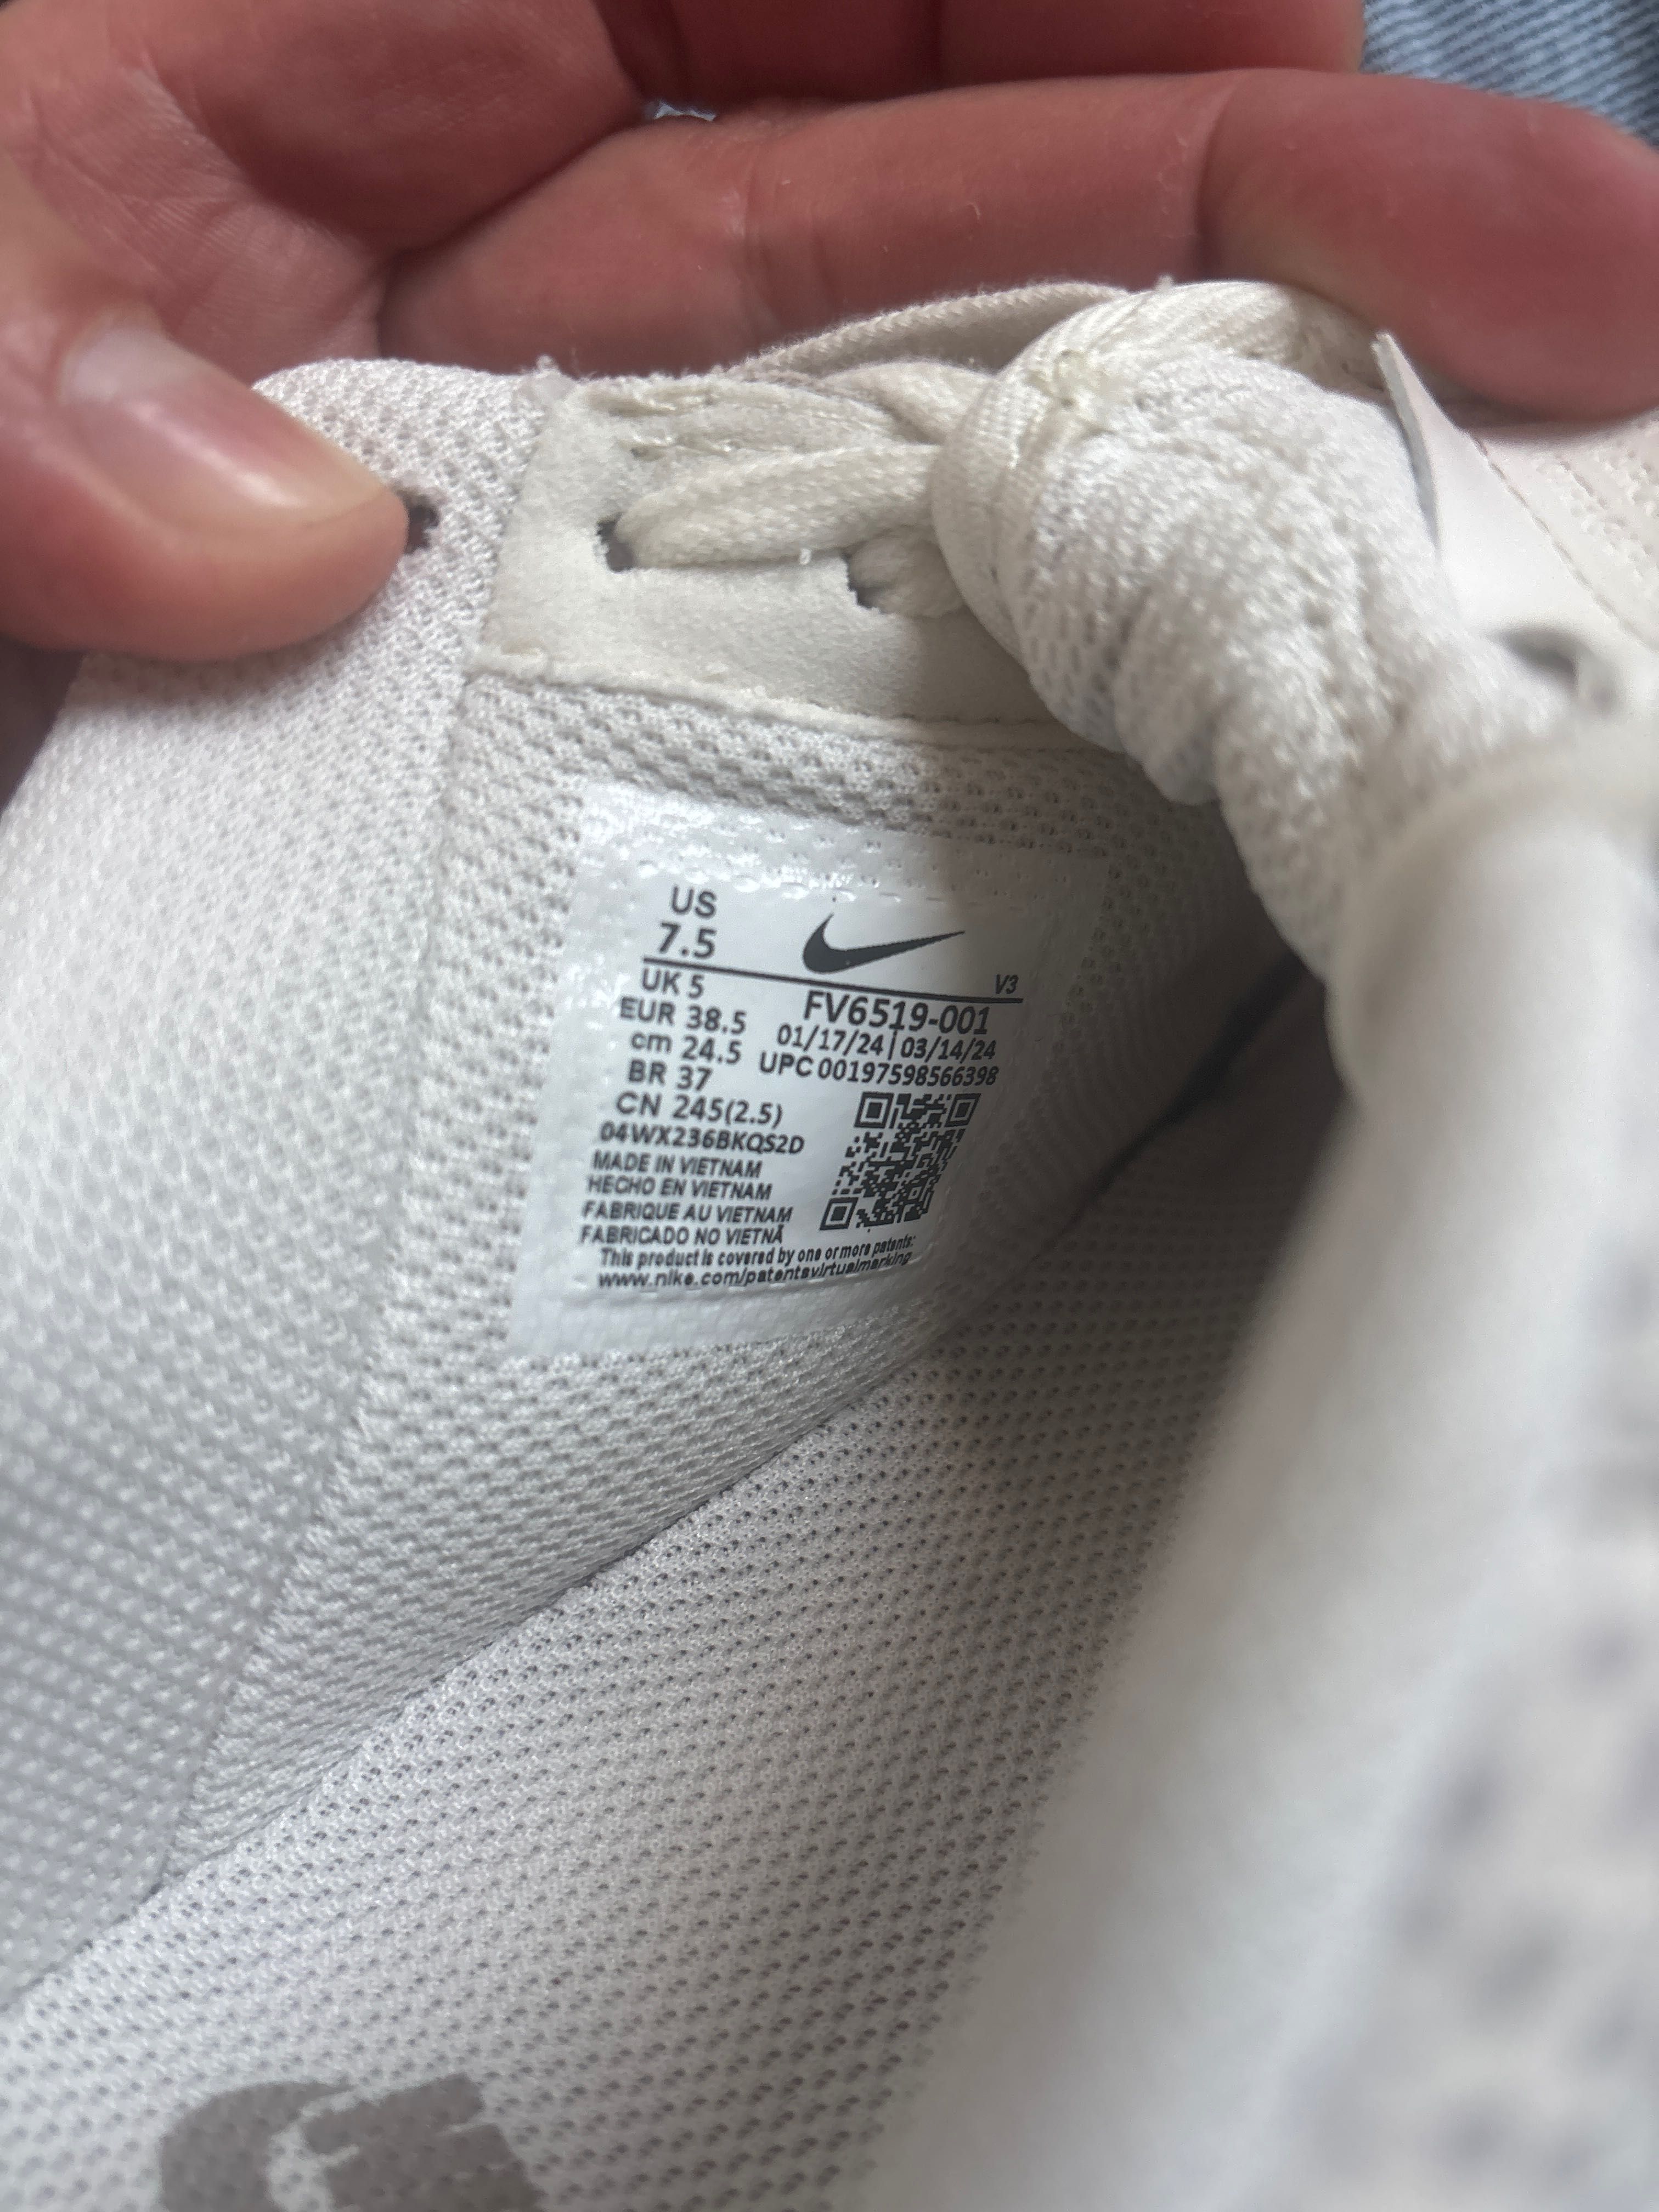 US
7.5
V3
UK 5
FV6519-001
EUR 38.5
01/17/24 | 03/14/24
cm 24.5
UPC 00197598566398
BR 37
CN 245(2.5)
04WX236BKQS2D
MADE IN VIETNAM
HECHO EN VIETNAM
FABRIQUE AU VIETNAM
FABRICADO NO VIETNÃ
This product is covered by one or more patents:
www.nike.com/patentsvirtualmarking